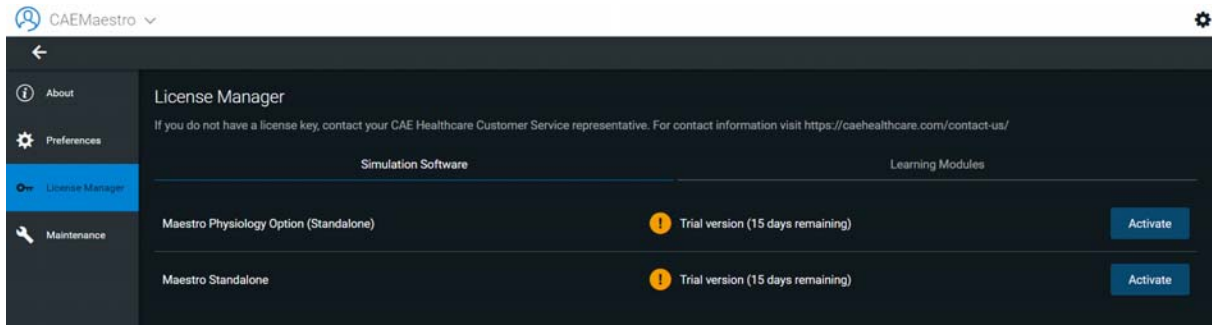 CAEMaestro
About
License Manager
If you do not have a license key, contact your CAE Healthcare Customer Service representative. For contact information visit https://caehealthcare.com/contact-us/
Preferences
Simulation Software
Learning Modules
License Manager
Maestro Physiology Option (Standalone)
Trial version (15 days remaining)
Activate
Maintenance
Maestro Standalone
Trial version (15 days remaining)
Activate